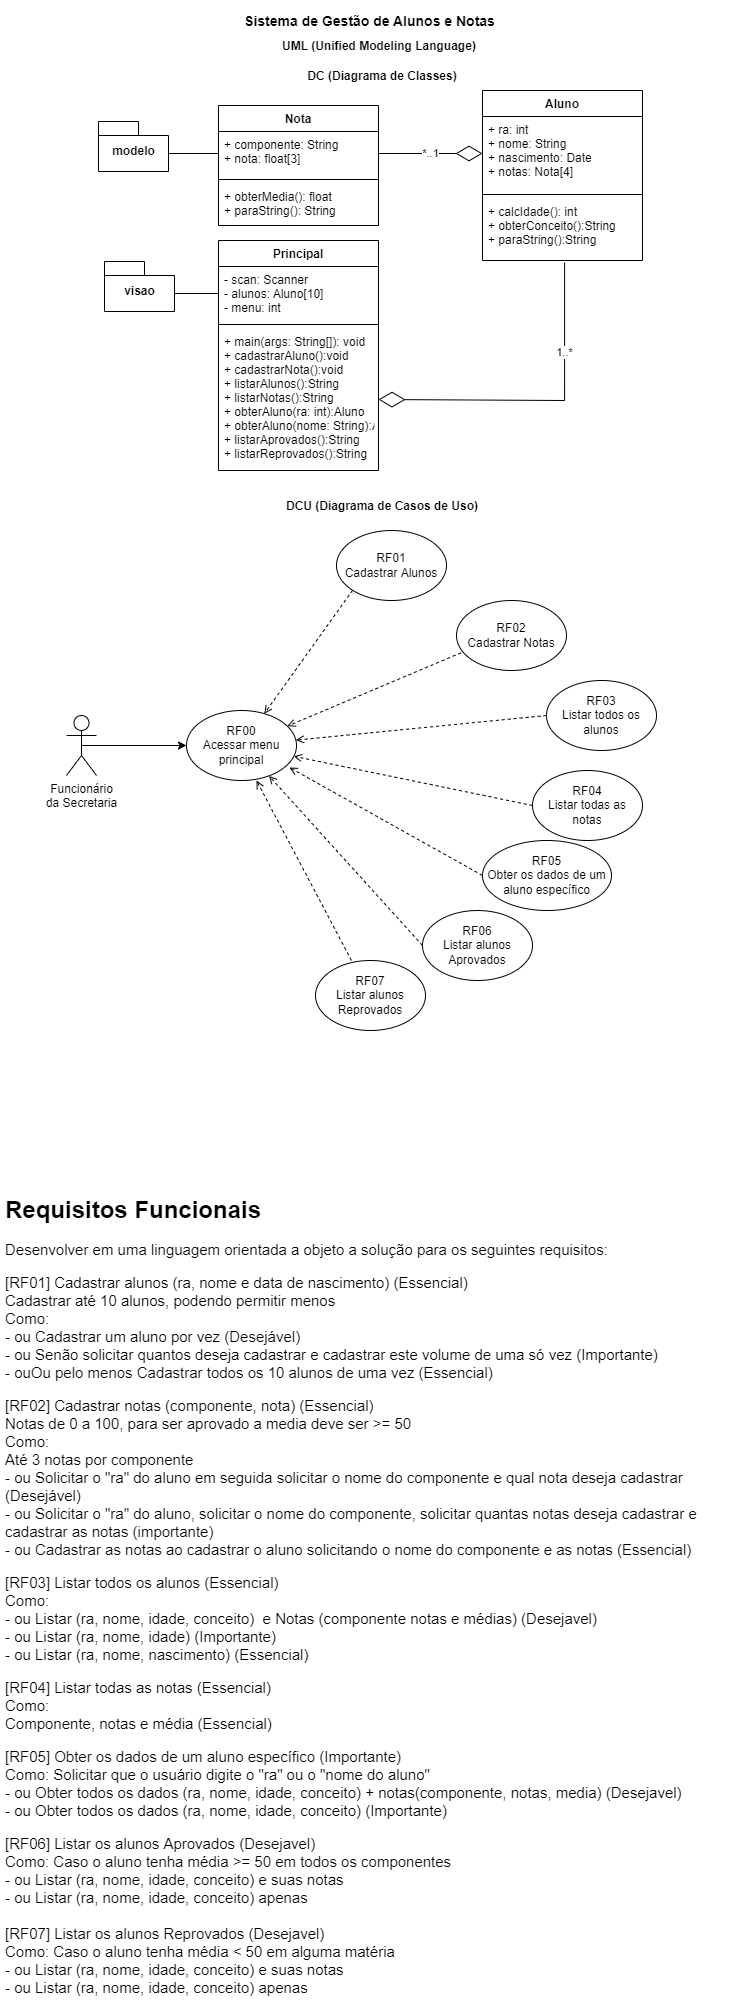 Sistema de Gestão de Alunos e Notas
UML (Unified Modeling Language)
DC (Diagrama de Classes)
modelo
Nota
+ componente: String
+ nota: float[3]
+ obterMedia(): float
+ paraString(): String
*..1
Aluno
+ ra: int
+ nome: String
+ nascimento: Date
+ notas: Nota[4]
+ calcIdade(): int
+ obterConceito():String
+ paraString():String
visao
Principal
- scan: Scanner
- alunos: Aluno[10]
- menu: int
+ main(args: String[]): void
+ cadastrarAluno():void
+ cadastrarNota():void
+ listarAlunos():String
+ listarNotas():String
+ obterAluno(ra: int):Aluno
+ obterAluno(nome: String):
+ listarAprovados():String
+ listarReprovados():String
1..*
DCU (Diagrama de Casos de Uso)
RF01
Cadastrar Alunos
RF02
Cadastrar Notas
RF03
Listar todos os
alunos
RF00
Acessar menu
principal
Funcionário
da Secretaria
RF04
Listar todas as
notas
RF05
Obter os dados de um
aluno específico
RF06
Listar alunos
Aprovados
RF07
Listar alunos
Reprovados
Requisitos Funcionais
Desenvolver em uma linguagem orientada a objeto a solução para os seguintes requisitos:
[RF01] Cadastrar alunos (ra, nome e data de nascimento) (Essencial)
Cadastrar até 10 alunos, podendo permitir menos
Como:
- ou Cadastrar um aluno por vez (Desejável)
- ou Senão solicitar quantos deseja cadastrar e cadastrar este volume de uma só vez (Importante)
- ouOu pelo menos Cadastrar todos os 10 alunos de uma vez (Essencial)
[RF02] Cadastrar notas (componente, nota) (Essencial)
Notas de 0 a 100, para ser aprovado a media deve ser >= 50
Como:
Até 3 notas por componente
- ou Solicitar o "ra" do aluno em seguida solicitar o nome do componente e qual nota deseja cadastrar
(Desejável)
- ou Solicitar o "ra" do aluno, solicitar o nome do componente, solicitar quantas notas deseja cadastrar e
cadastrar as notas (importante)
- ou Cadastrar as notas ao cadastrar o aluno solicitando o nome do componente e as notas (Essencial)
[RF03] Listar todos os alunos (Essencial)
Como:
- ou Listar (ra, nome, idade, conceito)  e Notas (componente notas e médias) (Desejavel)
- ou Listar (ra, nome, idade) (Importante)
- ou Listar (ra, nome, nascimento) (Essencial)
[RF04] Listar todas as notas (Essencial)
Como:
Componente, notas e média (Essencial)
[RF05] Obter os dados de um aluno específico (Importante)
Como: Solicitar que o usuário digite o "ra" ou o "nome do aluno"
- ou Obter todos os dados (ra, nome, idade, conceito) + notas(componente, notas, media) (Desejavel)
- ou Obter todos os dados (ra, nome, idade, conceito) (Importante)
[RF06] Listar os alunos Aprovados (Desejavel)
Como: Caso o aluno tenha média >= 50 em todos os componentes
- ou Listar (ra, nome, idade, conceito) e suas notas
- ou Listar (ra, nome, idade, conceito) apenas
[RF07] Listar os alunos Reprovados (Desejavel)
Como: Caso o aluno tenha média < 50 em alguma matéria
- ou Listar (ra, nome, idade, conceito) e suas notas
- ou Listar (ra, nome, idade, conceito) apenas